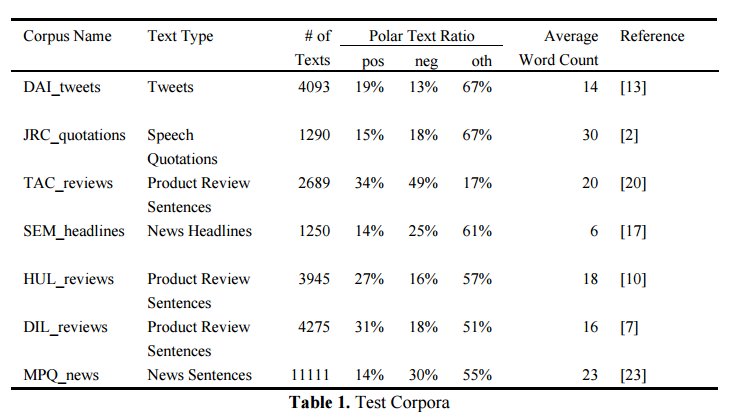 Corpus Name Text Type # of Polar Text Ratio Average Reference
Texts pos neg oth Word Count
DAI_tweets Tweets 4093 19% 13% 67% 14 [13]
JRC_quotations Speech 1290 15% 18% 67% 30 [2]
Quotations
TAC_reviews Product Review 2689 34% 49% 17% 20 [20]
Sentences
SEM_headlines News Headlines 1250 14% 25% 61% 6 [17]
HUL_reviews Product Review 3945 27% 16% 57% 18 [10]
Sentences
DIL_reviews Product Review 4275 31% 18% 51% 16 [7]
Sentences
MPQ_news News Sentences 11111 14% 30% 55% 23 [23]
Table 1. Test Corpora